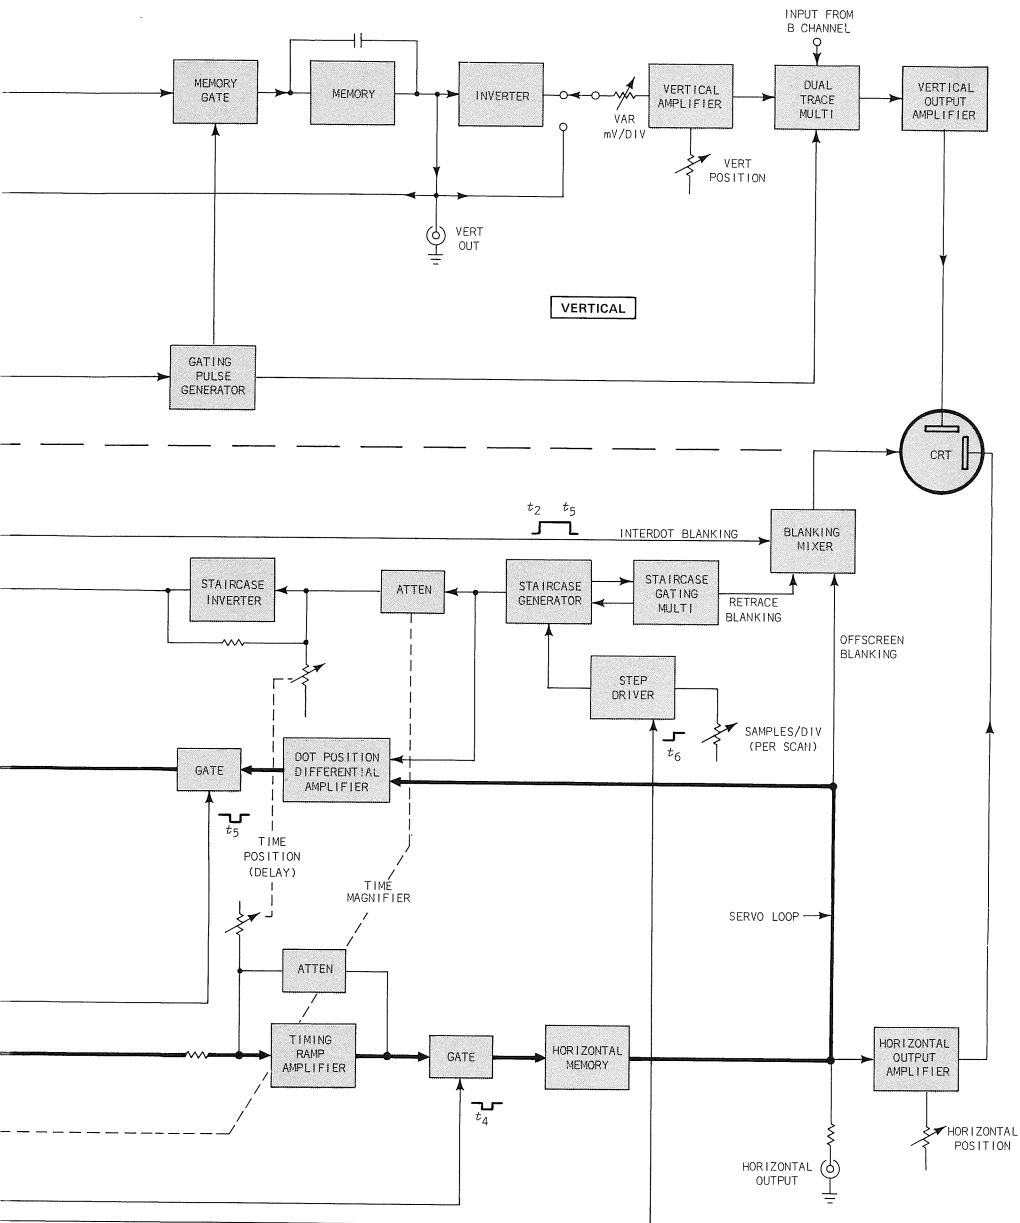 INPUT FROM
B CHANNEL
MEMORY
GATE
MEMORY
INVERTER
VAR
mV/DIV
VERTICAL
AMPLIFIER
DUAL
TRACE
MULTI
VERTICAL
OUTPUT
AMPLIFIER
VERT
POSITION
VERT
OUT
VERTICAL
GATING
PULSE
GENERATOR
CRT
t2 t5
INTERDOT BLANKING
BLANKING
MIXER
STAIRCASE
INVERTER
ATTEN
STAIRCASE
GENERATOR
STAIRCASE
GATING
MULTI
RETRACE
BLANKING
OFFSCREEN
BLANKING
STEP
DRIVER
SAMPLES/DIV
(PER SCAN)
t6
GATE
DOT POSITION
DIFFERENTIAL
AMPLIFIER
t5
TIME
POSITION
(DELAY)
TIME
MAGNIFIER
SERVO LOOP
ATTEN
TIMING
RAMP
AMPLIFIER
GATE
HORIZONTAL
MEMORY
HORIZONTAL
OUTPUT
AMPLIFIER
t4
HORIZONTAL
POSITION
HORIZONTAL
OUTPUT